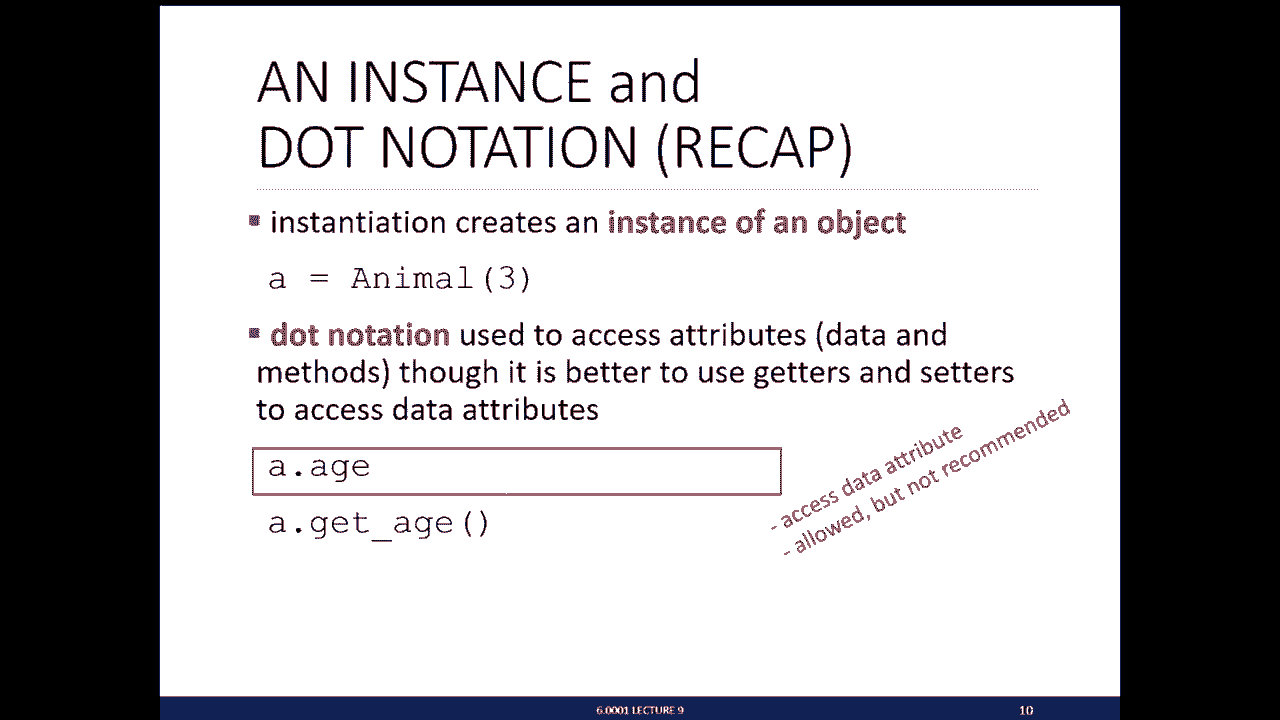 AN INSTANCE and
DOT NOTATION (RECAP)
▪ instantiation creates an instance of an object
a = Animal(3)
▪ dot notation used to access attributes (data and
methods) though it is better to use getters and setters
to access data attributes
a.age
a.get_age()
- access data attribute
- allowed, but not recommended
6.0001 LECTURE 9
10